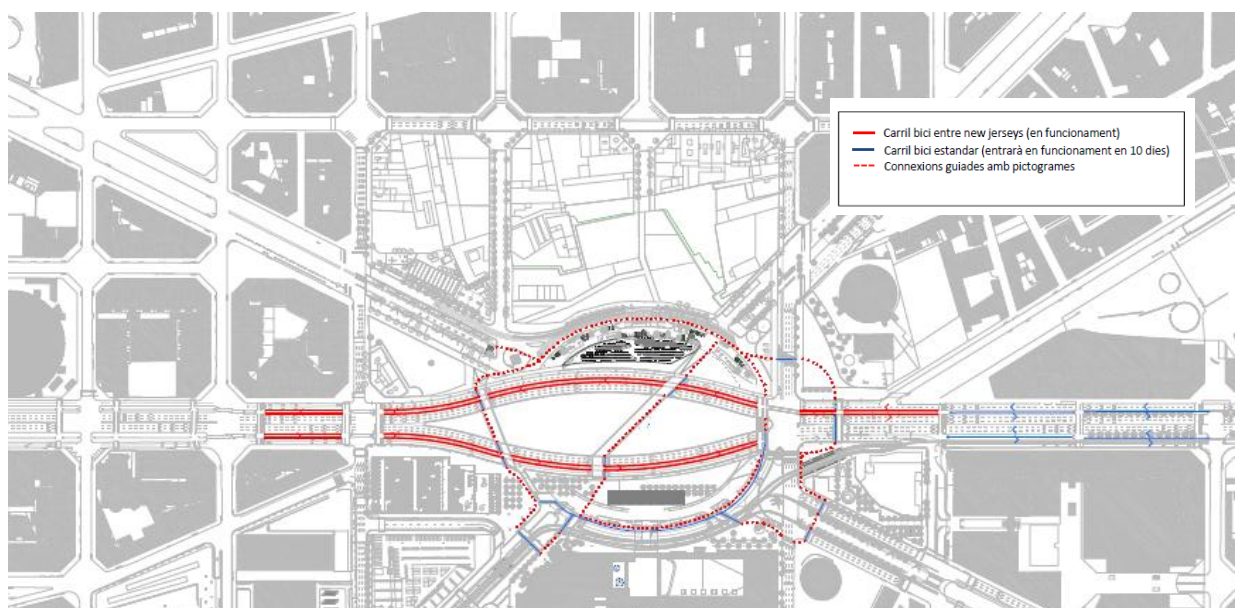 Carril bici entre new jerseys (en funcionament)
Carril bici estandar (entrarà en funcionament en 10 dies)
Connexions guiades amb pictogrames